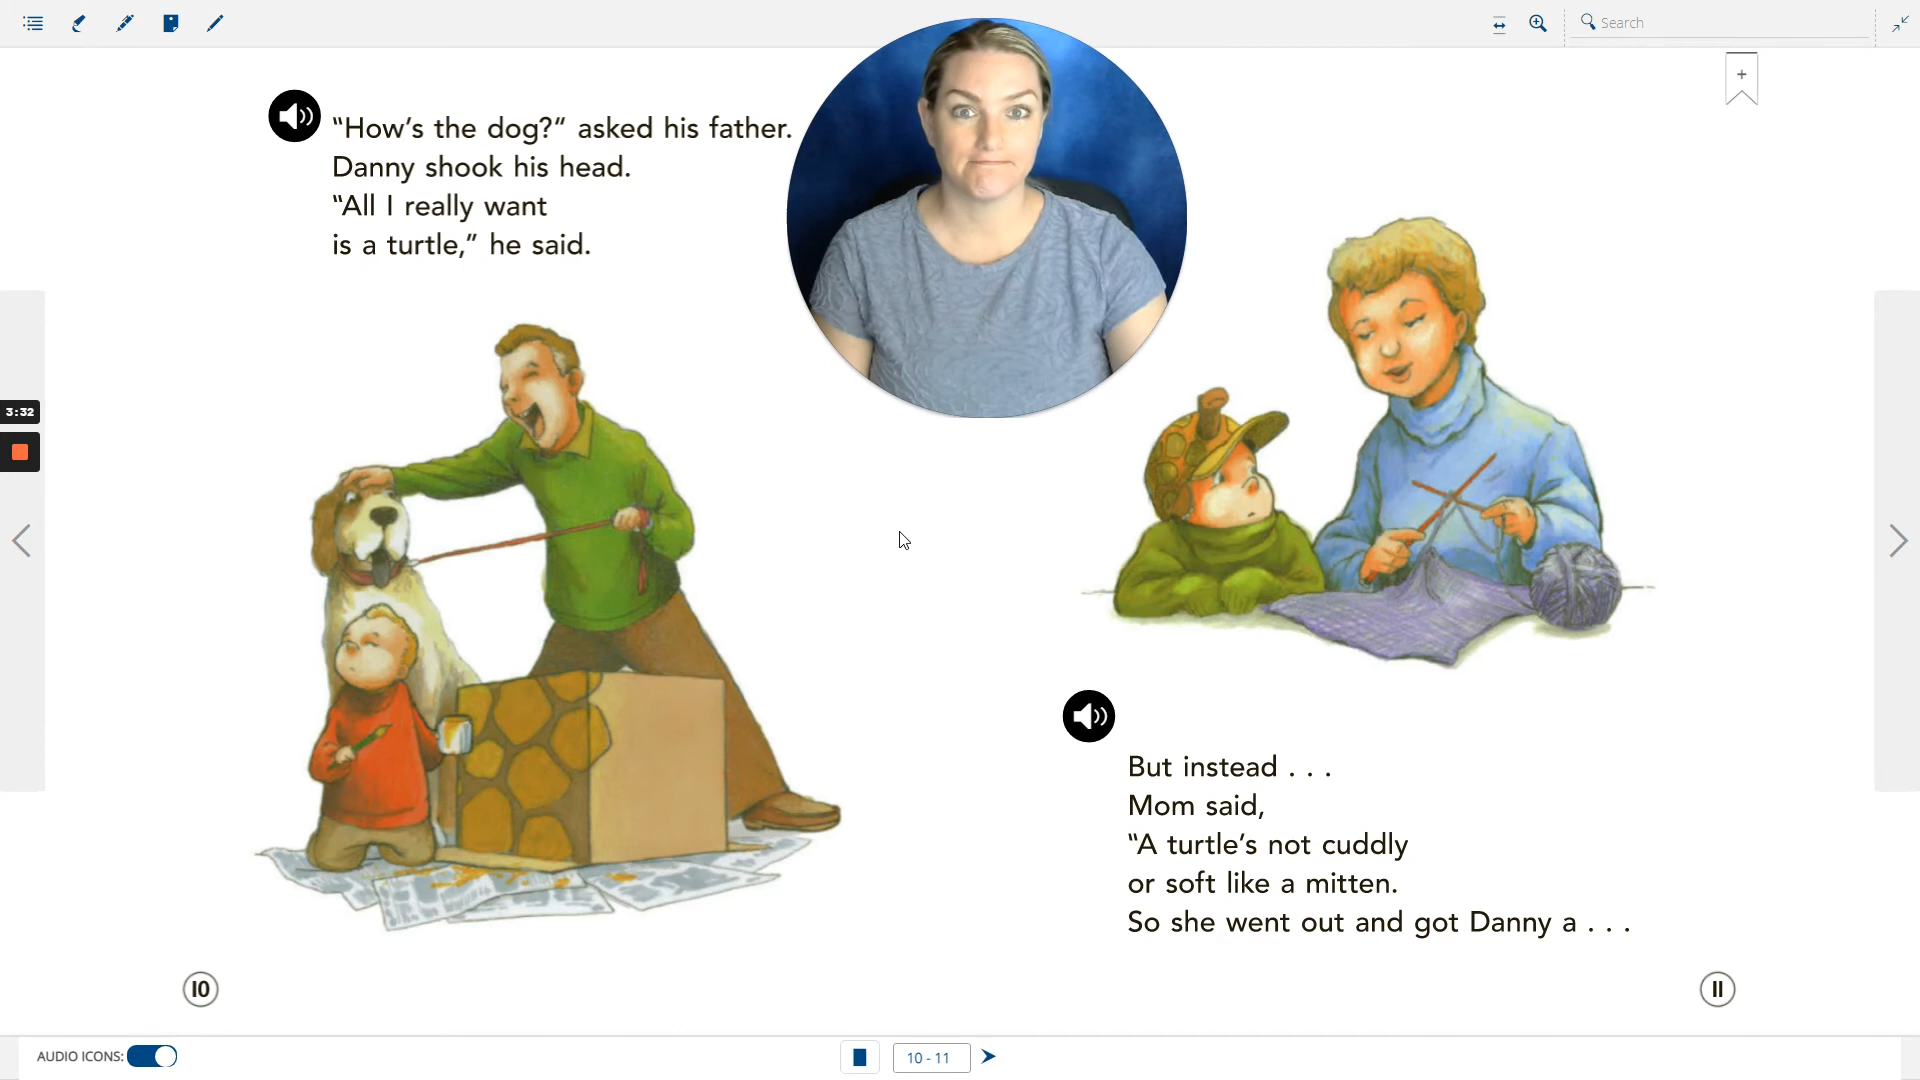 Search
"How's the dog?" asked his father.
Danny shook his head.
"All I really want
is a turtle," he said.
3:32
But instead . . .
Mom said,
"A turtle's not cuddly
or soft like a mitten.
So she went out and got Danny a . . .
10
11
AUDIO ICONS:
10 - 11